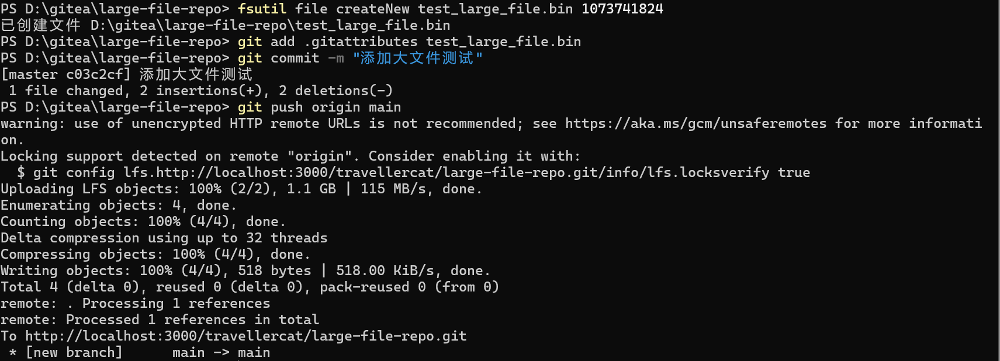 PS D:\gitea\large-file-repo> fsutil file createNew test_large_file.bin 1073741824
已创建文件 D:\gitea\large-file-repo\test_large_file.bin
PS D:\gitea\large-file-repo> git add .gitattributes test_large_file.bin
PS D:\gitea\large-file-repo> git commit -m "添加大文件测试"
[master c03c2cf] 添加大文件测试
 1 file changed, 2 insertions(+), 2 deletions(-)
PS D:\gitea\large-file-repo> git push origin main
warning: use of unencrypted HTTP remote URLs is not recommended; see https://aka.ms/gcm/unsaferemotes for more informati
on.
Locking support detected on remote "origin". Consider enabling it with:
  $ git config lfs.http://localhost:3000/travellercat/large-file-repo.git/info/lfs.locksverify true
Uploading LFS objects: 100% (2/2), 1.1 GB | 115 MB/s, done.
Enumerating objects: 4, done.
Counting objects: 100% (4/4), done.
Delta compression using up to 32 threads
Compressing objects: 100% (4/4), done.
Writing objects: 100% (4/4), 518 bytes | 518.00 KiB/s, done.
Total 4 (delta 0), reused 0 (delta 0), pack-reused 0 (from 0)
remote: . Processing 1 references
remote: Processed 1 references in total
To http://localhost:3000/travellercat/large-file-repo.git
 * [new branch]      main -> main